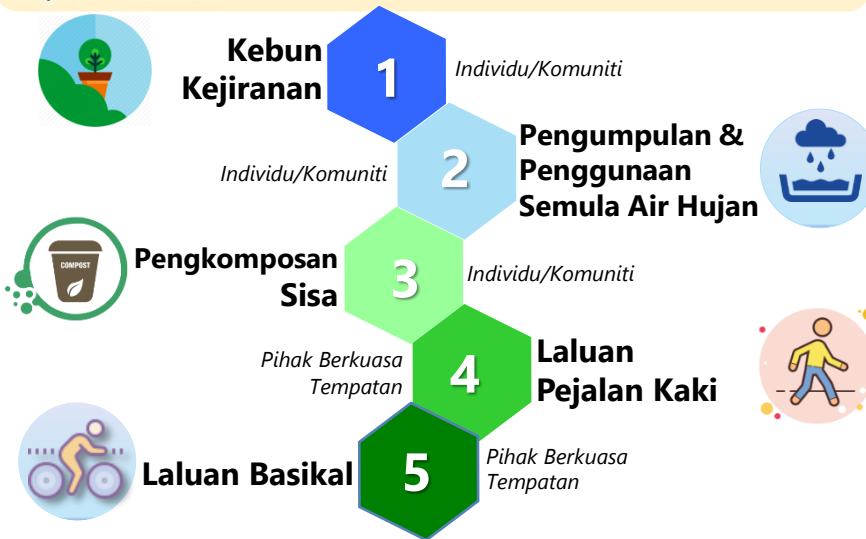 Kebun
Kejiranan
1
Individu/Komuniti
Individu/Komuniti
2
Pengumpulan &
Penggunaan
Semula Air Hujan
COMPOST
Pengkomposan
Sisa
3
Individu/Komuniti
Pihak Berkuasa
Tempatan
4
Laluan
Pejalan Kaki
Laluan Basikal
5
Pihak Berkuasa
Tempatan